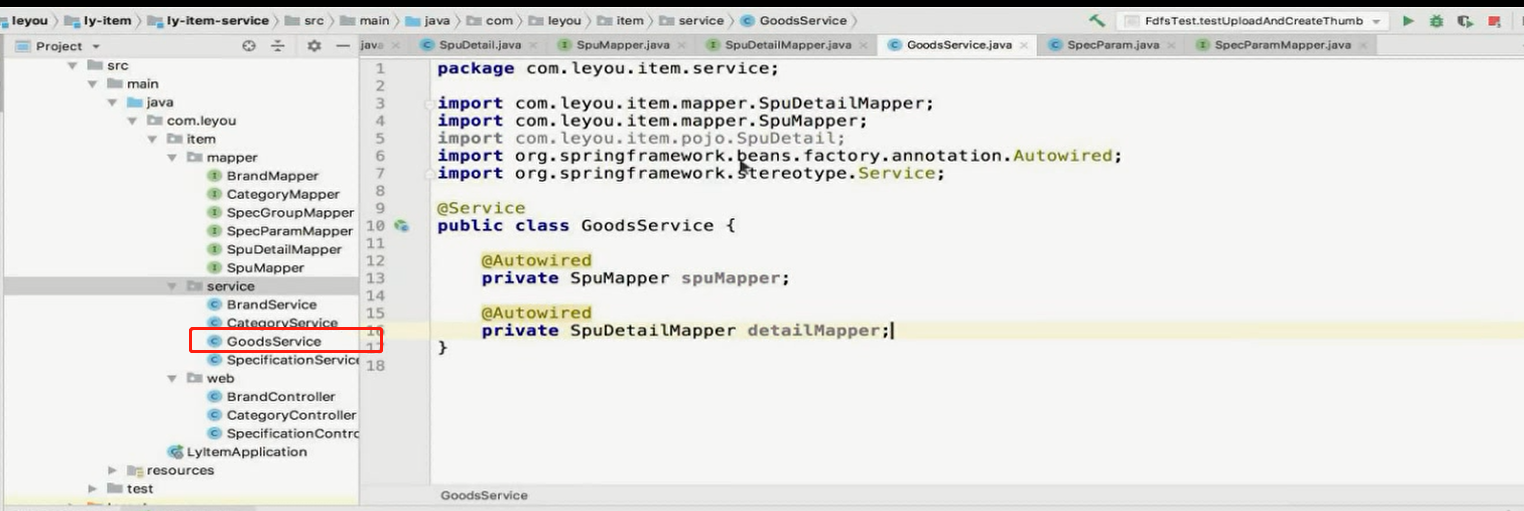 leyou ly-item ly-item-service src main java com leyou item service GoodsService FdfsTest.testUploadAndCreateThumb
Project java SpuDetail.java SpuMapper.java SpuDetailMapper.java GoodsService.java SpecParam.java SpecParamMapper.java
src
main
java
com.leyou
item
mapper
BrandMapper
CategoryMapper
SpecGroupMapper
SpecParamMapper
SpuDetailMapper
SpuMapper
service
BrandService
CategoryService
GoodsService
SpecificationService
web
BrandController
CategoryController
SpecificationContro
LyItemApplication
resources
test
1 package com.leyou.item.service;
2
3 import com.leyou.item.mapper.SpuDetailMapper;
4 import com.leyou.item.mapper.SpuMapper;
5 import com.leyou.item.pojo.SpuDetail;
6 import org.springframework.beans.factory.annotation.Autowired;
7 import org.springframework.stereotype.Service;
8
9 @Service
10 public class GoodsService {
11
12 @Autowired
13 private SpuMapper spuMapper;
14
15 @Autowired
16 private SpuDetailMapper detailMapper;
17 }
18
GoodsService